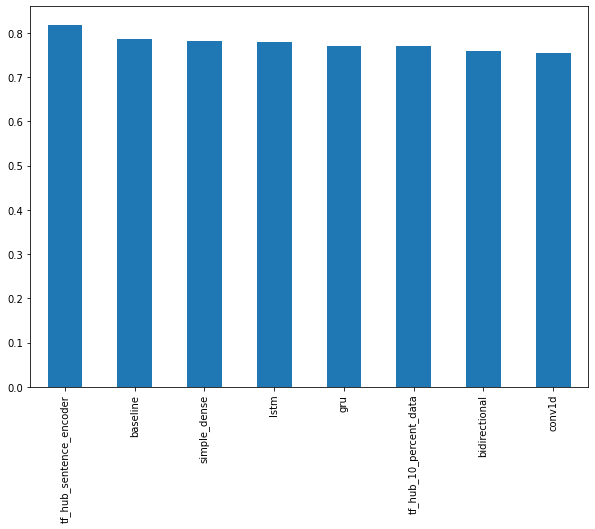 0.8
0.7
0.6
0.5
0.4
0.3
0.2
0.1
0.0
tf_hub_sentence_encoder
baseline
simple_dense
lstm
gru
tf_hub_10_percent_data
bidirectional
conv1d